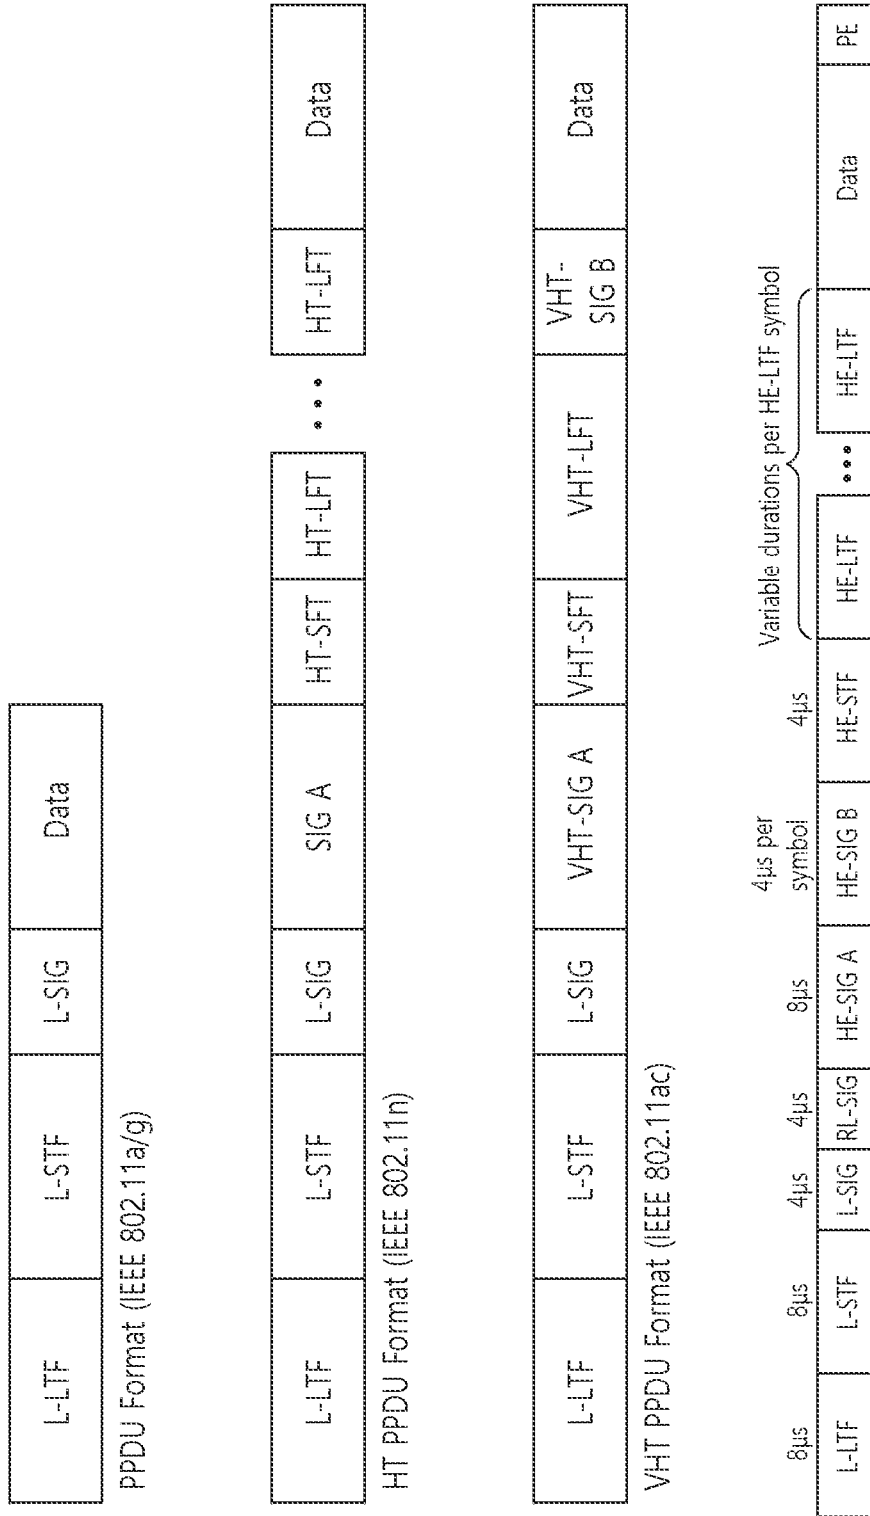 L-LTF L-STF L-SIG Data
PPDU Format (IEEE 802.11a/g)
L-LTF L-STF L-SIG SIG A HT-SFT HT-LFT ••• HT-LFT Data
HT PPDU Format (IEEE 802.11n)
L-LTF L-STF L-SIG VHT-SIG A VHT-SFT VHT-LFT VHT-
SIG B Data
VHT PPDU Format (IEEE 802.11ac)
Variable durations per HE-LTF symbol
8μs 8μs 4μs 4μs 8μs 4μs per
symbol 4μs
L-LTF L-STF L-SIG RL-SIG HE-SIG A HE-SIG B HE-STF HE-LTF ••• HE-LTF Data PE